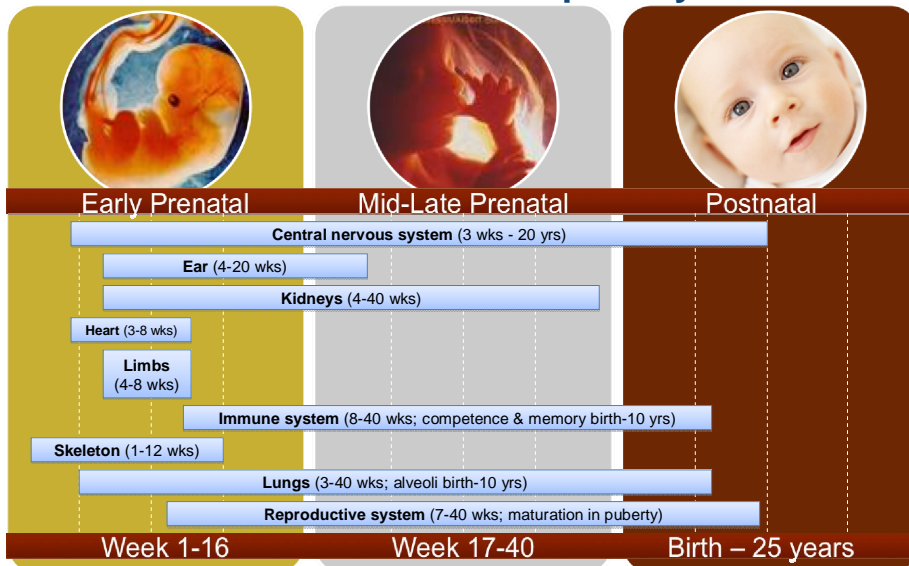 Early Prenatal
Mid-Late Prenatal
Postnatal
Central nervous system (3 wks - 20 yrs)
Ear (4-20 wks)
Kidneys (4-40 wks)
Heart (3-8 wks)
Limbs
(4-8 wks)
Immune system (8-40 wks; competence & memory birth-10 yrs)
Skeleton (1-12 wks)
Lungs (3-40 wks; alveoli birth-10 yrs)
Reproductive system (7-40 wks; maturation in puberty)
Week 1-16
Week 17-40
Birth – 25 years